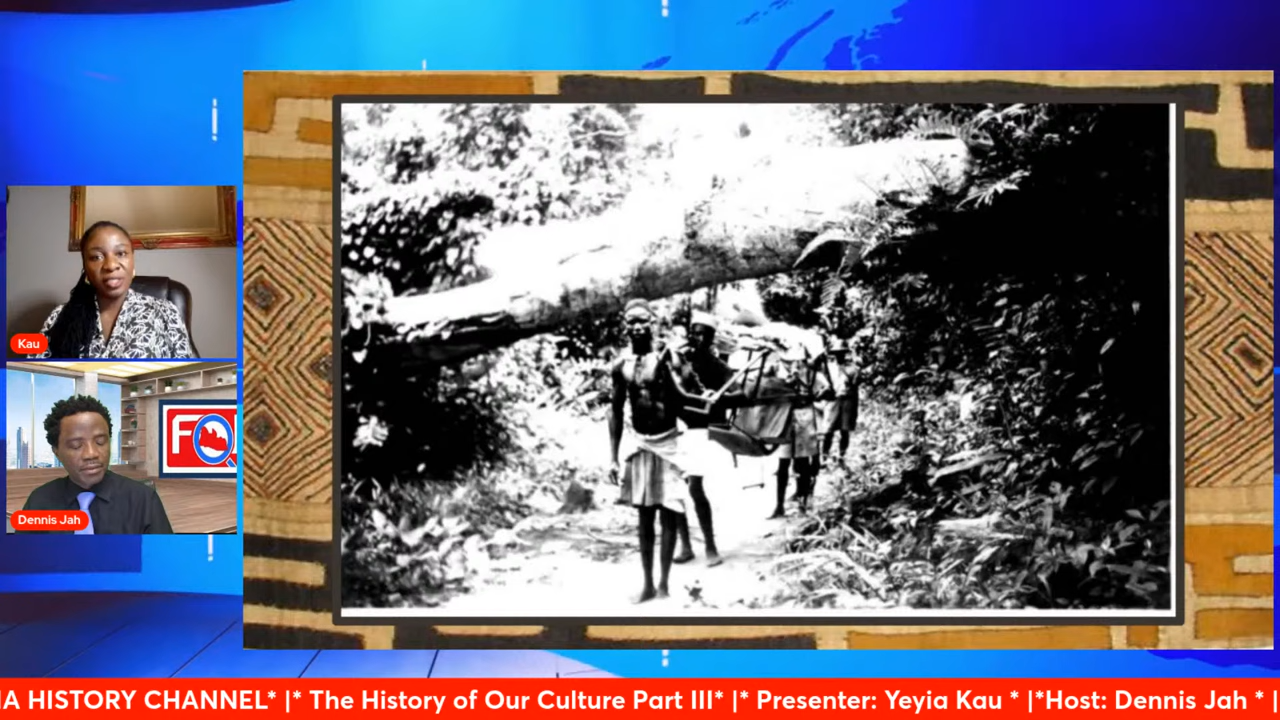 Kau
FQ
Dennis Jah
IA HISTORY CHANNEL* |* The History of Our Culture Part III* |* Presenter: Yeyia Kau * |*Host: Dennis Jah * |